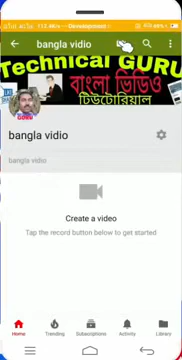 bangla vidio
Technical GURU
বাংলা ভিডিও
টিউটোরিয়াল
GURU
bangla vidio
bangla vidio
Create a video
Tap the record button below to get started
Home
Trending
Subscriptions
Activity
Library